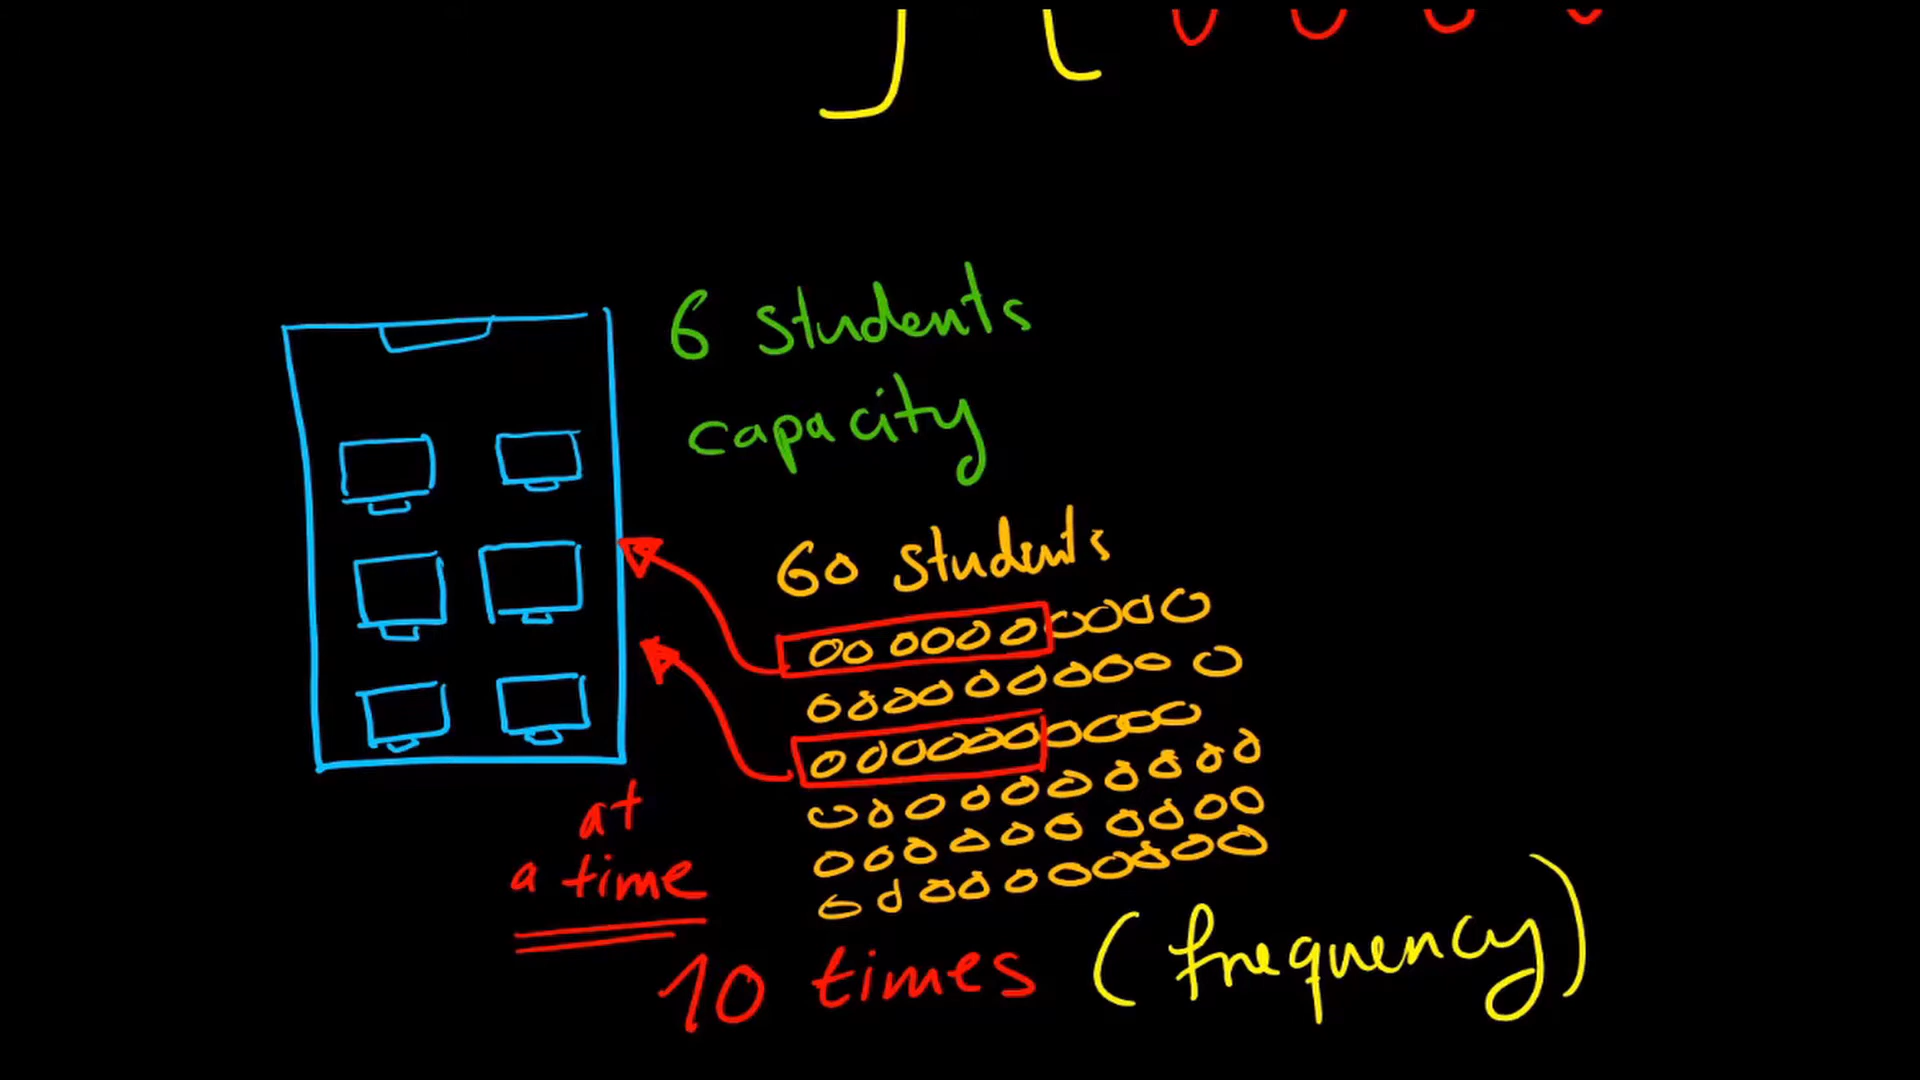 6 students
capacity
60 students
at
a time
10 times (frequency)